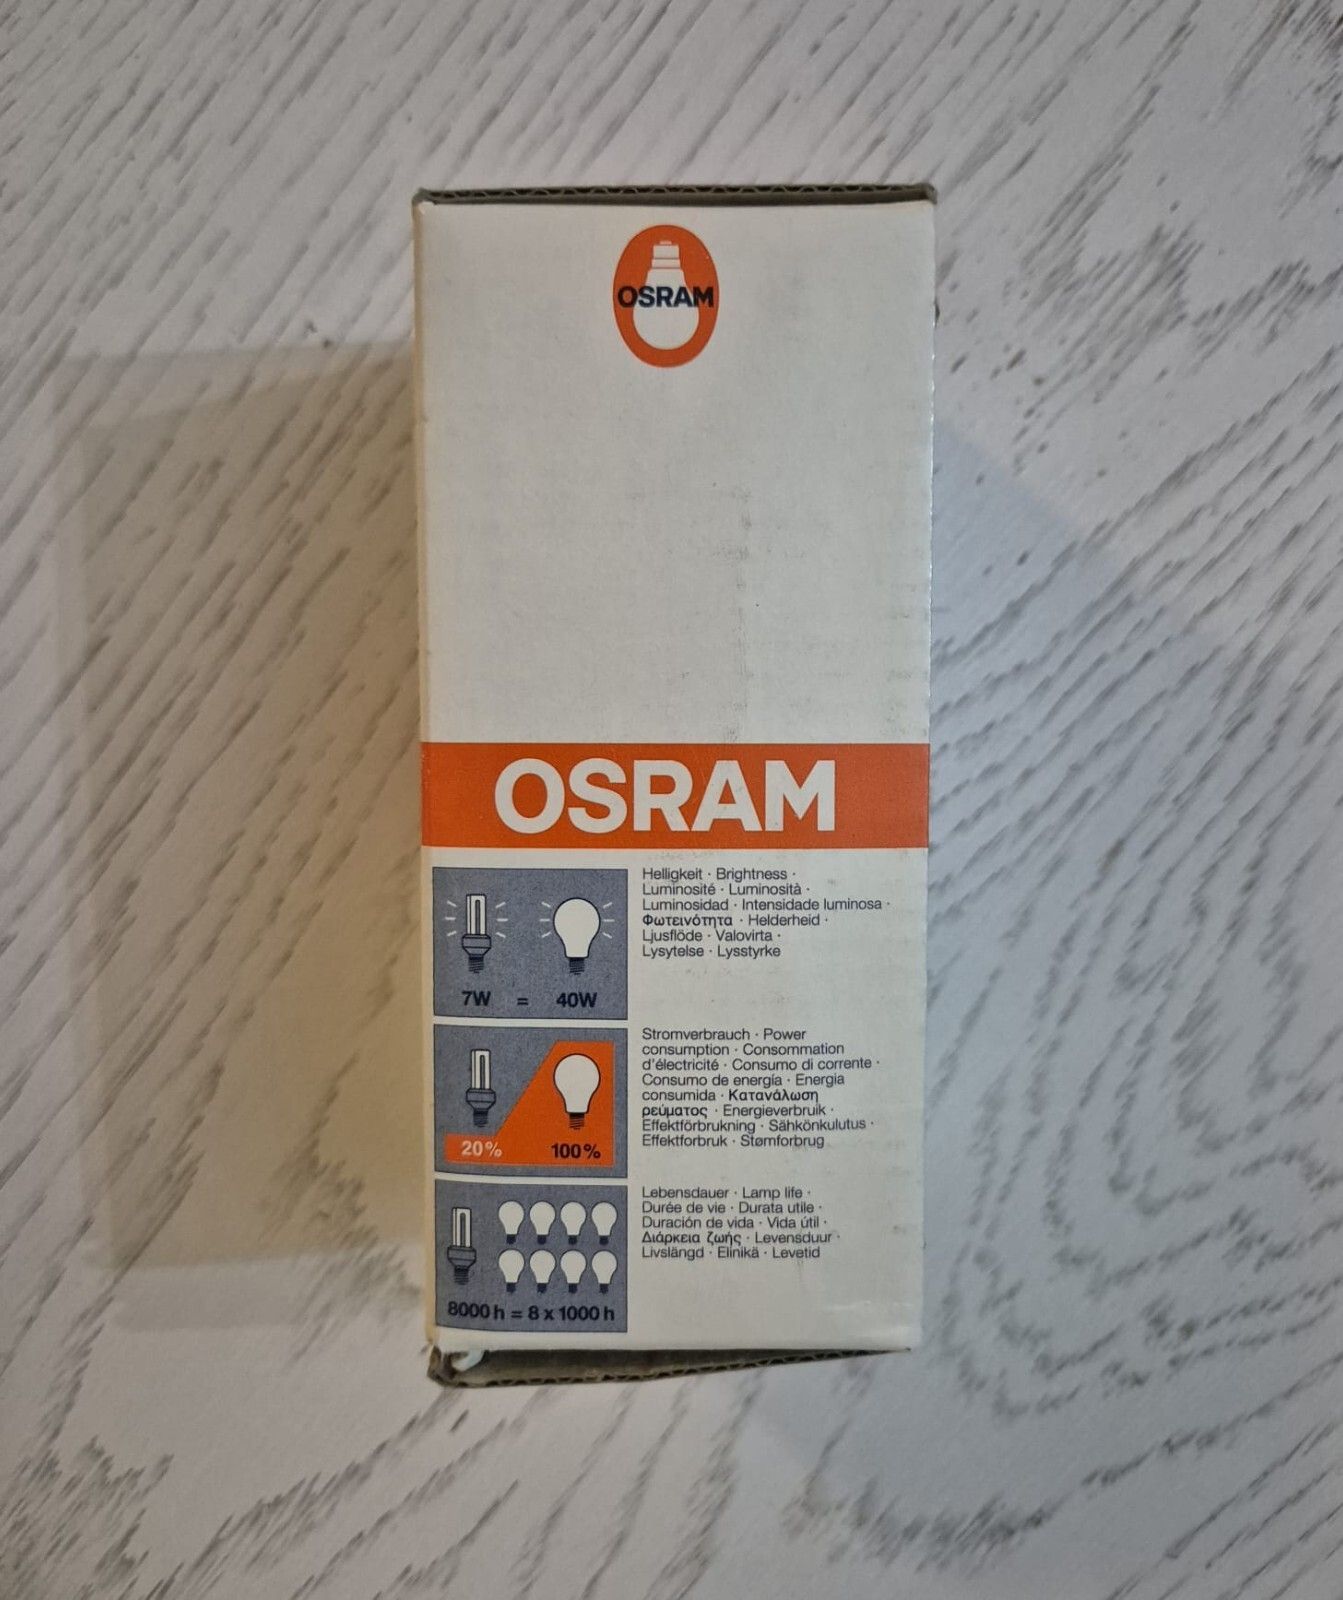 OSRAM
OSRAM
7W = 40W
Helligkeit · Brightness ·
Luminosité · Luminosità ·
Luminosidad · Intensidade luminosa ·
Φωτεινότητα · Helderheid ·
Ljusflöde · Valovirta ·
Lysytelse · Lysstyrke
20% 100%
Stromverbrauch · Power
consumption · Consommation
d'électricité · Consumo di corrente ·
Consumo de energía · Energia
consumida · Κατανάλωση
ρεύματος · Energieverbruik ·
Effektförbrukning · Sähkönkulutus ·
Effektforbruk · Stømforbrug
8000 h = 8 x 1000 h
Lebensdauer · Lamp life ·
Durée de vie · Durata utile ·
Duración de vida · Vida útil ·
Διάρκεια ζωής · Levensduur ·
Livslängd · Elinikä · Levetid